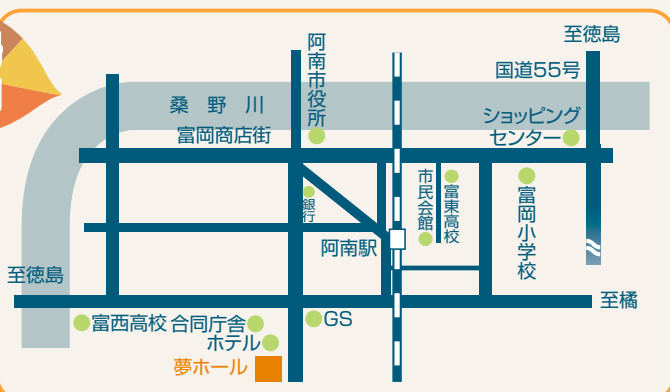 至徳島
国道55号
阿南市役所
桑野川
富岡商店街
ショッピング
センター
銀行
市民会館
富東高校
富岡小学校
阿南駅
至徳島
至橘
富西高校
合同庁舎
GS
ホテル
夢ホール